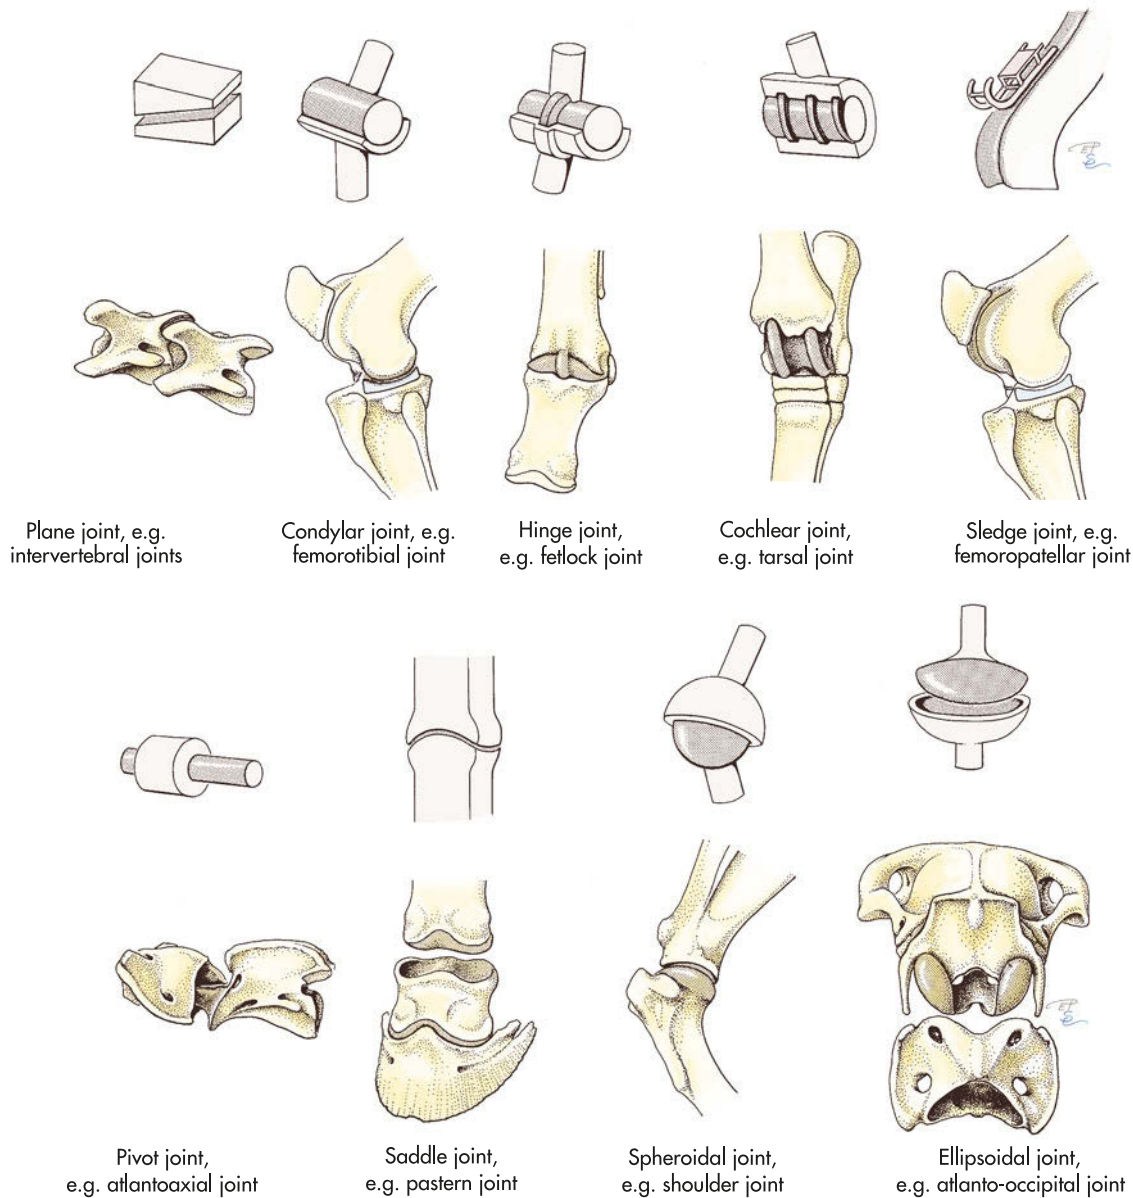 Plane joint, e.g.
intervertebral joints
Condylar joint, e.g.
femorotibial joint
Hinge joint,
e.g. fetlock joint
Cochlear joint,
e.g. tarsal joint
Sledge joint, e.g.
femoropatellar joint
Pivot joint,
e.g. atlantoaxial joint
Saddle joint,
e.g. pastern joint
Spheroidal joint,
e.g. shoulder joint
Ellipsoidal joint,
e.g. atlanto-occipital joint